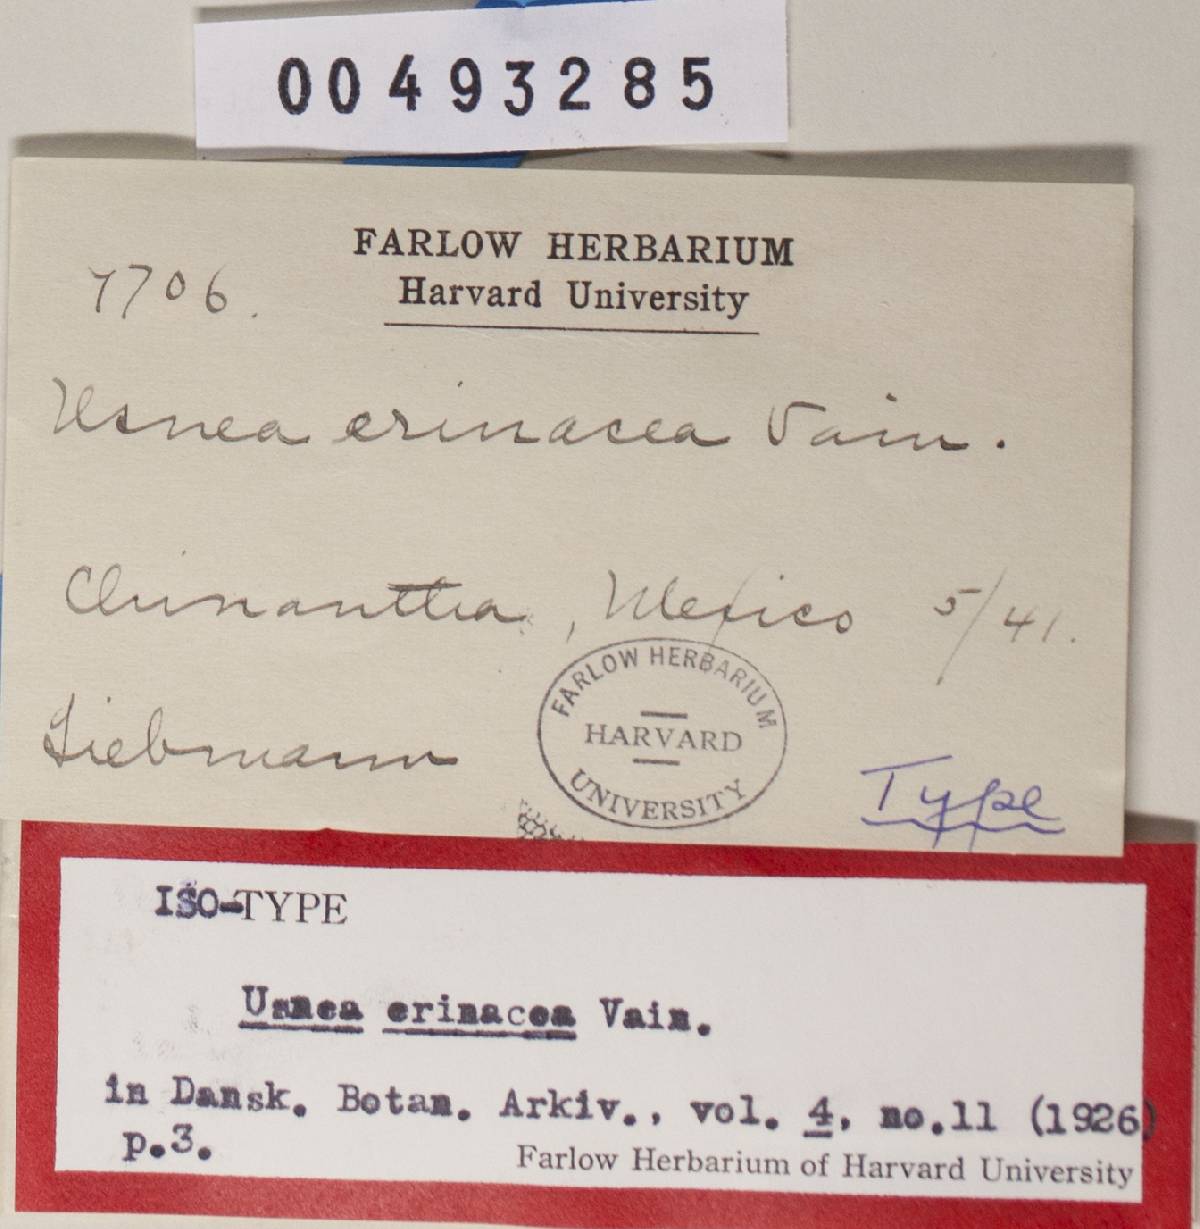 00493285
FARLOW HERBARIUM
Harvard University
7706.
Usnea erinacea Vain.
Chinantla, Mexico 5/41.
Liebmann
FARLOW HERBARIUM
HARVARD
UNIVERSITY
Type
ISO-TYPE
Usnea erinacea Vain.
in Dansk. Botan. Arkiv., vol. 4, no.11 (1926)
p.3.
Farlow Herbarium of Harvard University